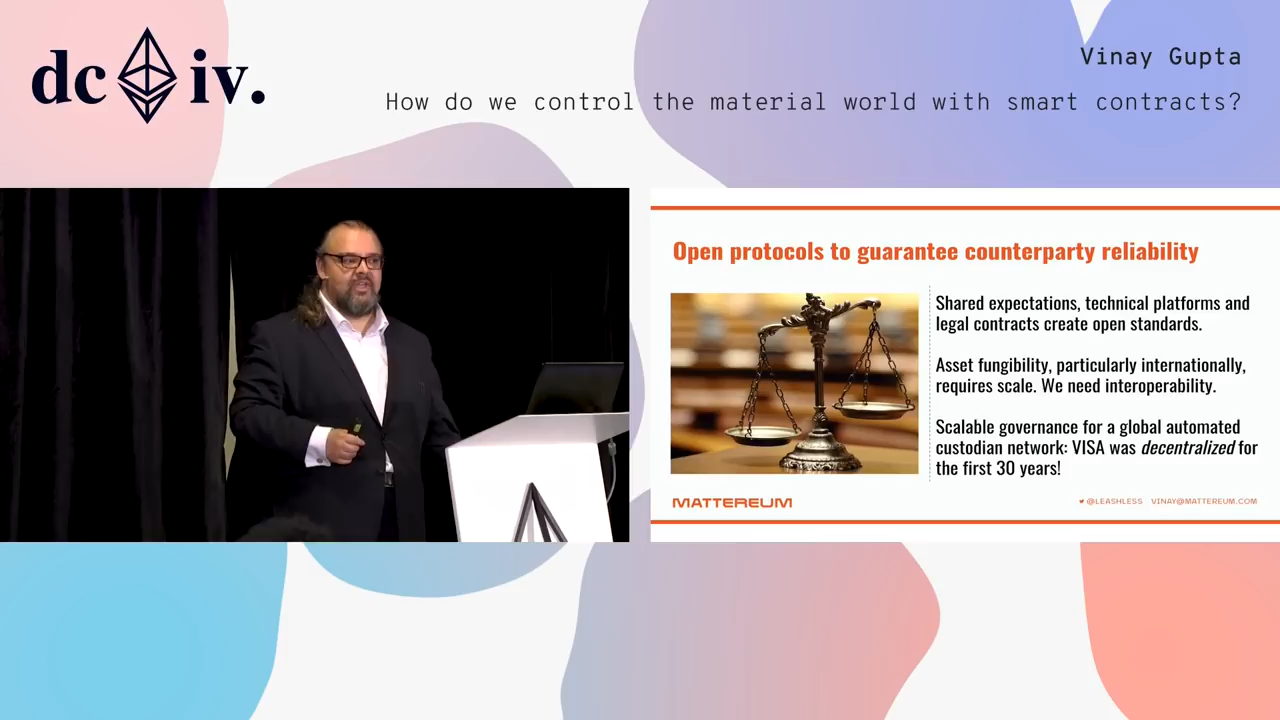 dc iv.
Vinay Gupta
How do we control the material world with smart contracts?
Open protocols to guarantee counterparty reliability
Shared expectations, technical platforms and
legal contracts create open standards.
Asset fungibility, particularly internationally,
requires scale. We need interoperability.
Scalable governance for a global automated
custodian network: VISA was decentralized for
the first 30 years!
MATTEREUM
@LEASHLESS VINAY@MATTEREUM.COM